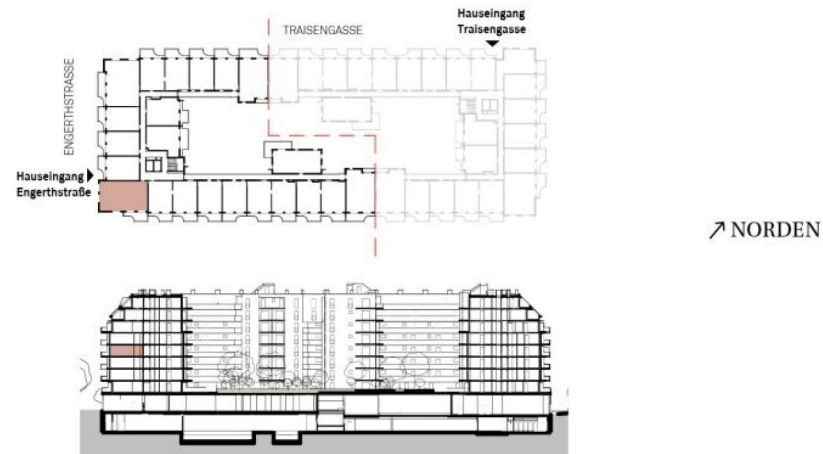 Hauseingang
Traisengasse
TRAISENGASSE
ENGERTHSTRASSE
Hauseingang
Engerthstraße
↗ NORDEN